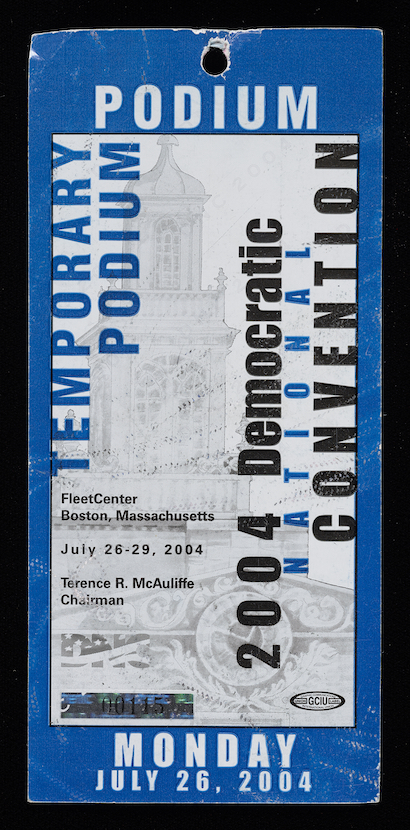 PODIUM
TEMPORARY
PODIUM
2004 Democratic
NATIONAL
CONVENTION
FleetCenter
Boston, Massachusetts
July 26-29, 2004
Terence R. McAuliffe
Chairman
GCIU
MONDAY
JULY 26, 2004